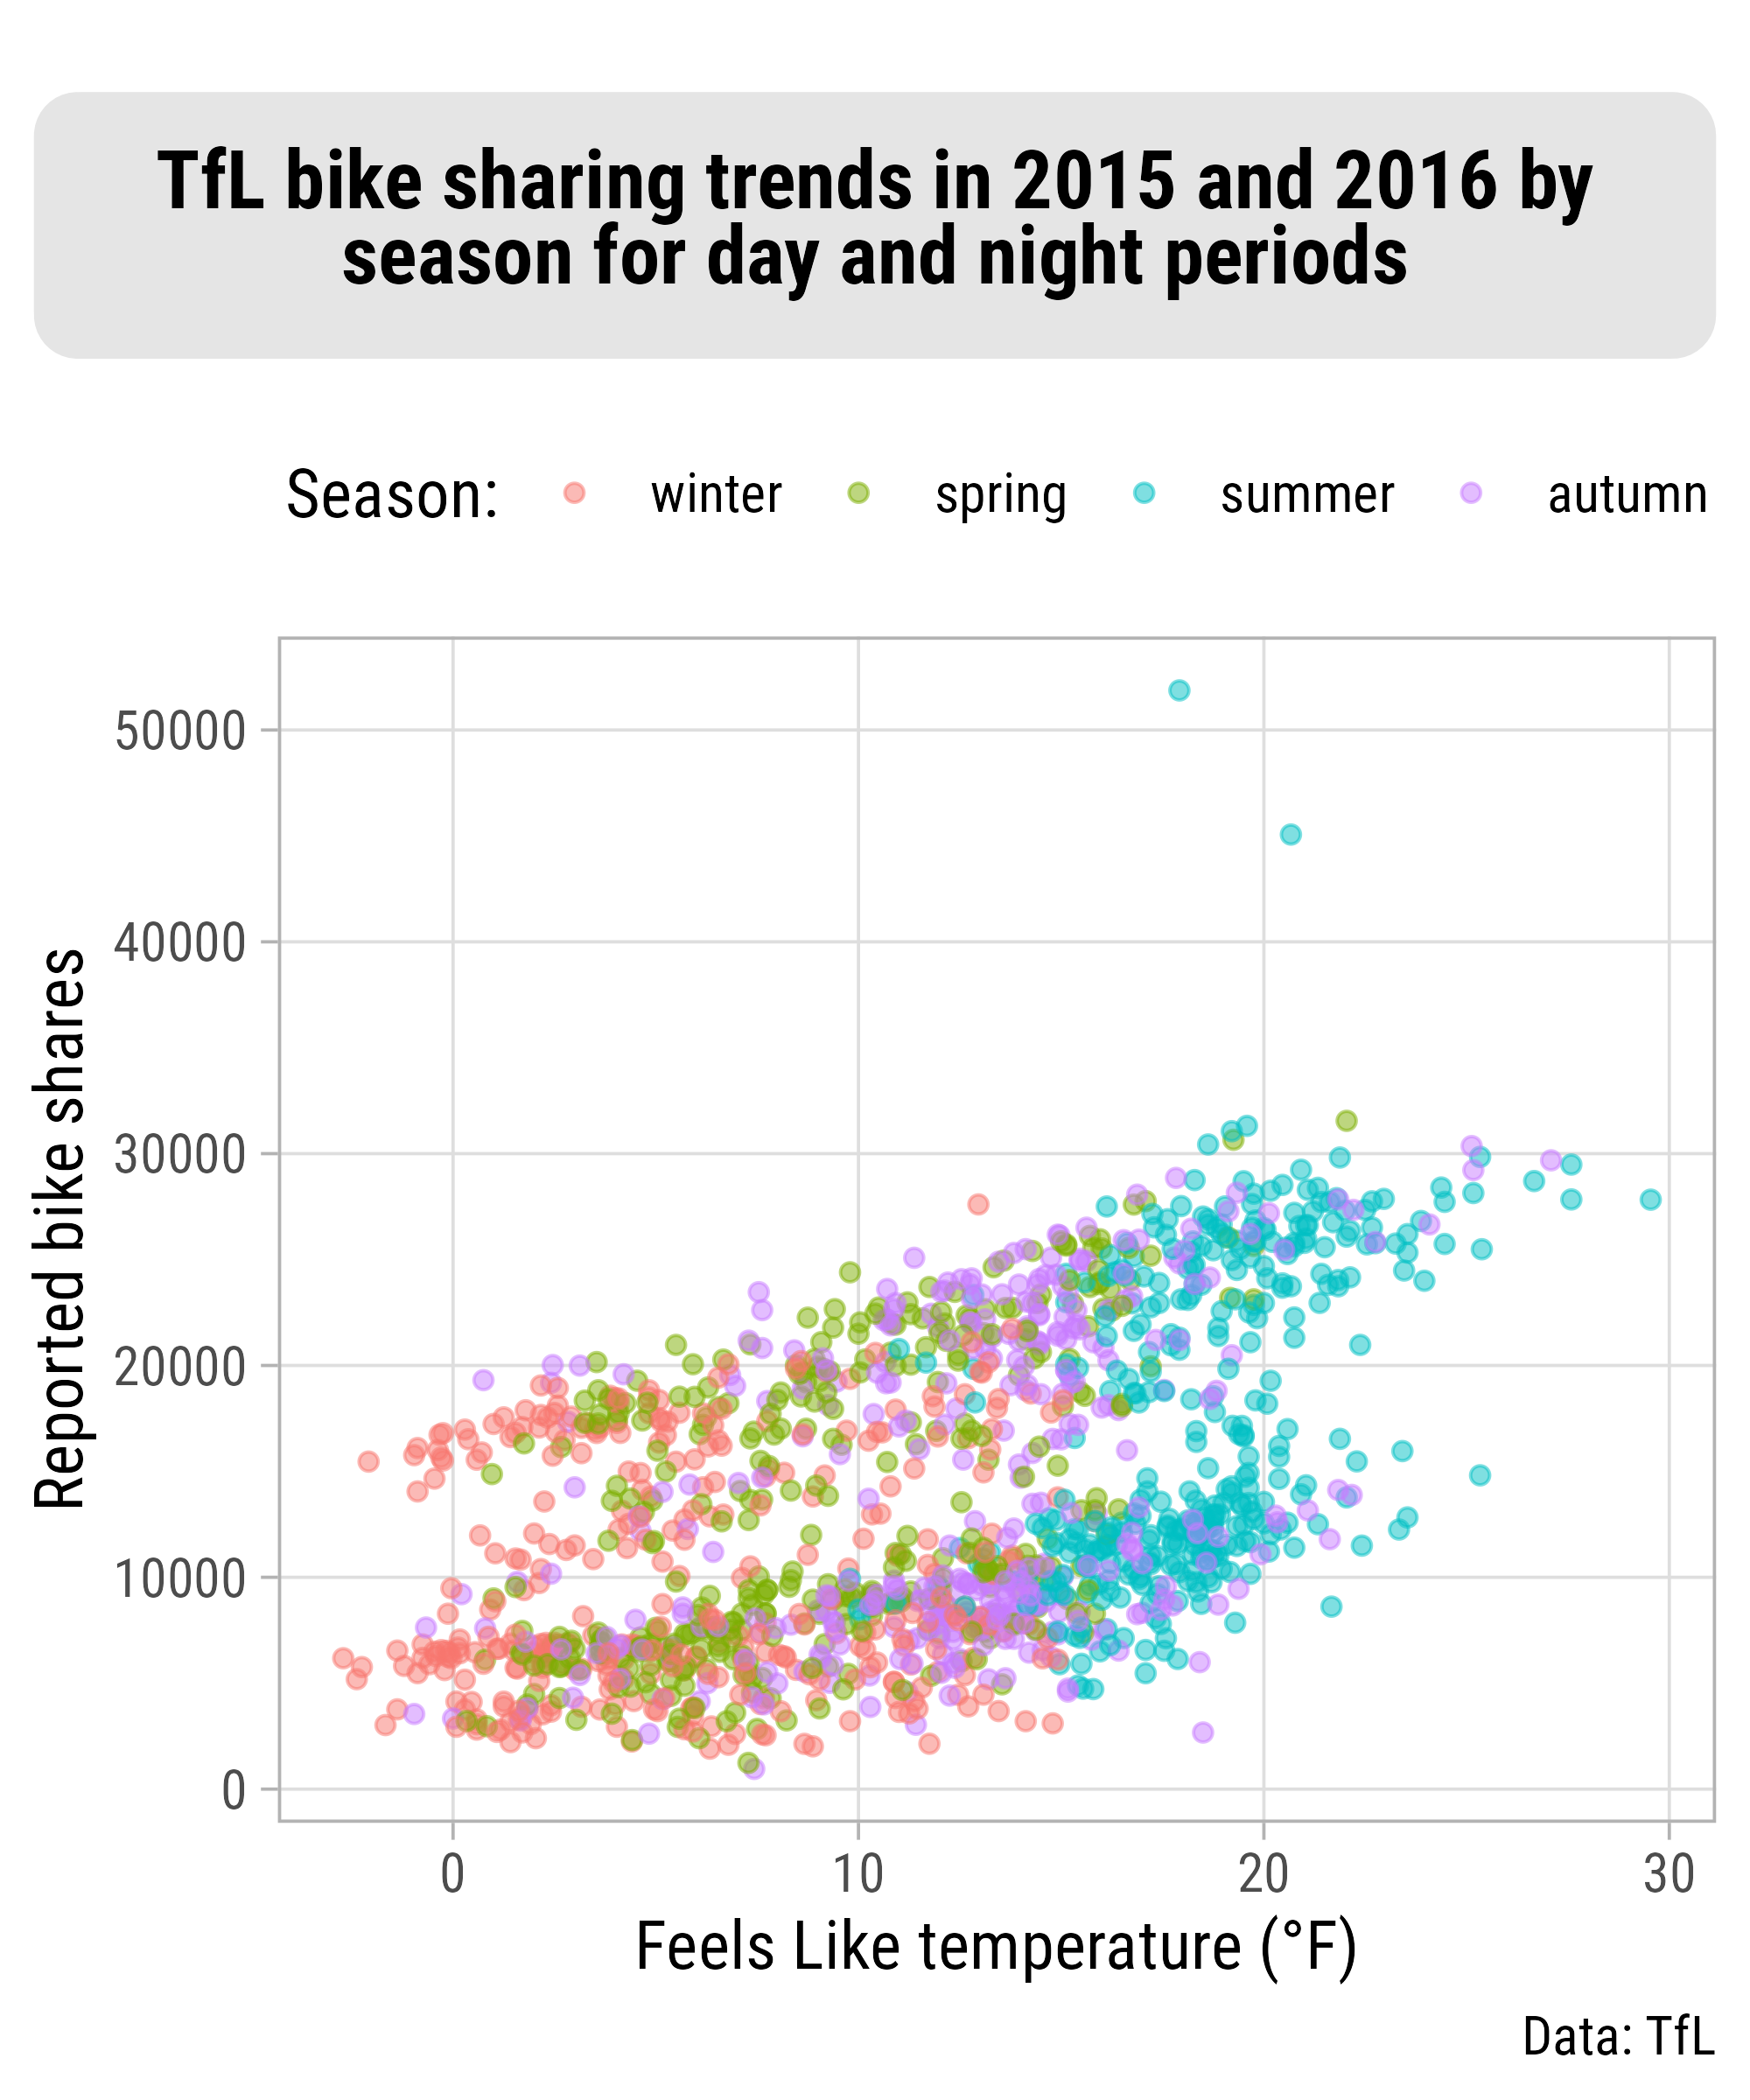 TfL bike sharing trends in 2015 and 2016 by
season for day and night periods
Season: winter spring summer autumn
Reported bike shares
50000
40000
30000
20000
10000
0
0 10 20 30
Feels Like temperature (°F)
Data: TfL